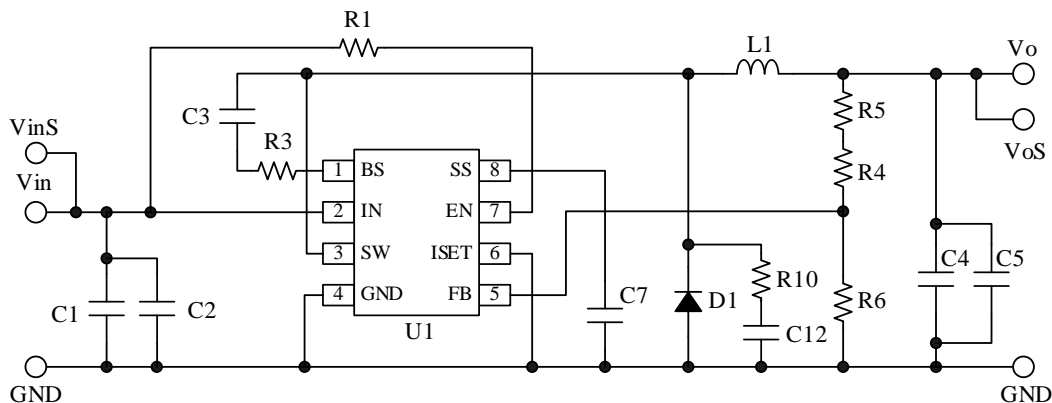 R1
L1
Vo
C3
R5
VinS
R3
VoS
Vin
1 BS SS 8
R4
2 IN EN 7
3 SW ISET 6
C4 C5
4 GND FB 5
R10
C1 C2
U1
C7
D1
R6
C12
GND
GND